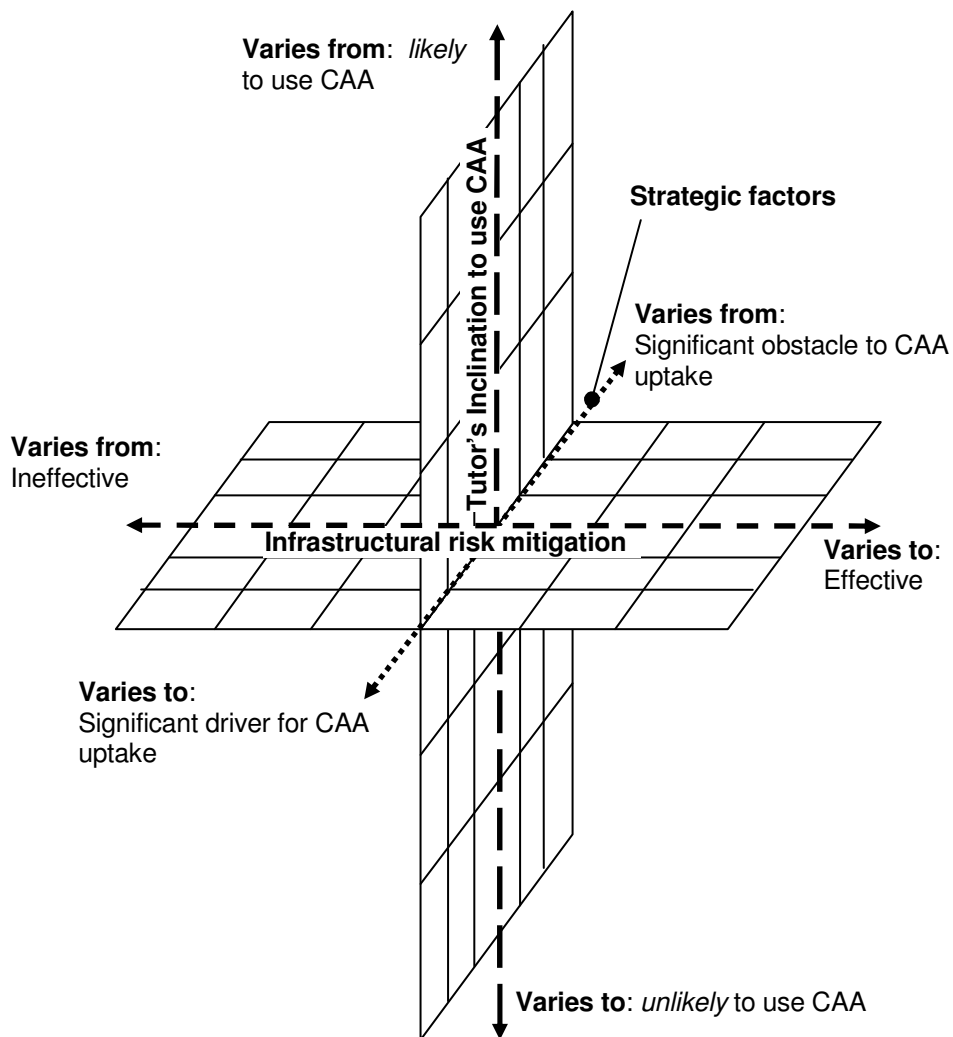 Varies from:  likely
to use CAA
Tutor's Inclination to use CAA
Strategic factors
Varies from:
Significant obstacle to CAA
uptake
Varies from:
Ineffective
Infrastructural risk mitigation
Varies to:
Effective
Varies to:
Significant driver for CAA
uptake
Varies to: unlikely to use CAA